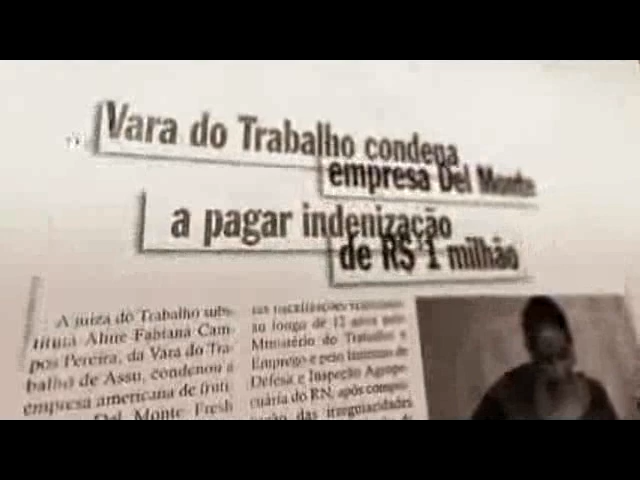 Vara do Trabalho condena
empresa Del Monte
a pagar indenização
de R$ 1 milhão
A juíza do Trabalho subs-
tituta Aline Fabiana Cam-
pos Pereira, da Vara do Tra-
balho de Assu, condenou a
empresa americana de fruti
Del Monte Fresh
ao longo de 12 anos pelo
Ministério do Trabalho e
Emprego e pelo Instituto de
Defesa e Inspeção Agrope-
cuária do RN, após compro
das irregularidades